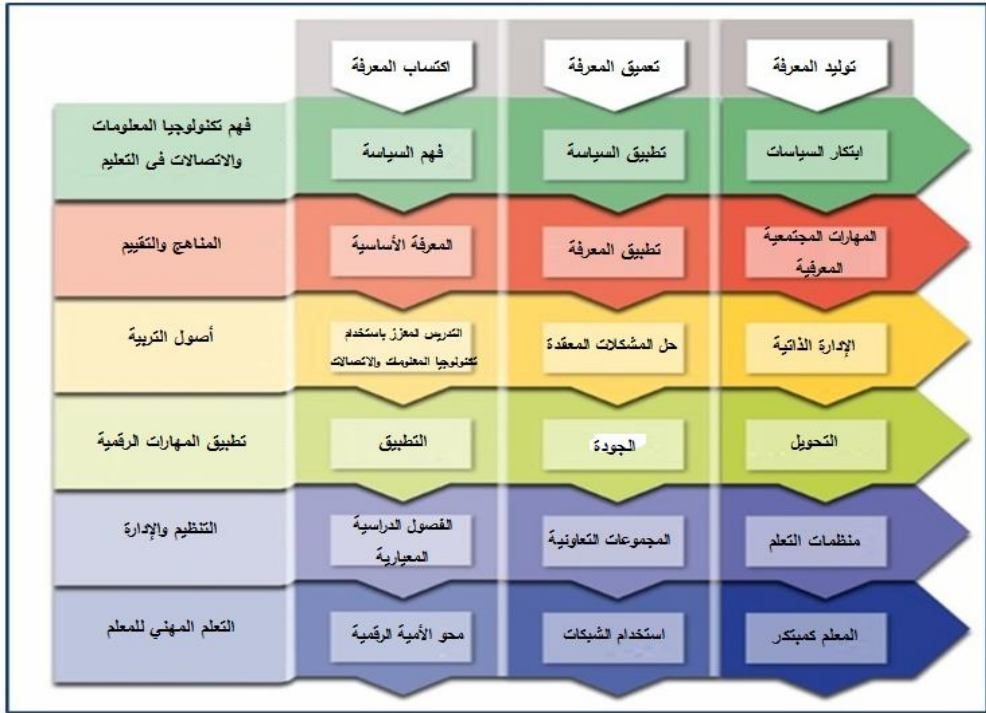 اكتساب المعرفة
تعميق المعرفة
توليد المعرفة
فهم تكنولوجيا المعلومات
والاتصالات فى التعليم
فهم السياسة
تطبيق السياسة
ابتكار السياسات
المناهج والتقييم
المعرفة الأساسية
تطبيق المعرفة
المهارات المجتمعية
المعرفية
أصول التربية
التدريس المعزز باستخدام
تكنولوجيا المعلومات والاتصالات
حل المشكلات المعقدة
الإدارة الذاتية
تطبيق المهارات الرقمية
التطبيق
الجودة
التحويل
التنظيم والإدارة
الفصول الدراسية
المعيارية
المجموعات التعاونية
منظمات التعلم
التعلم المهني للمعلم
محو الأمية الرقمية
استخدام الشبكات
المعلم كمبتكر